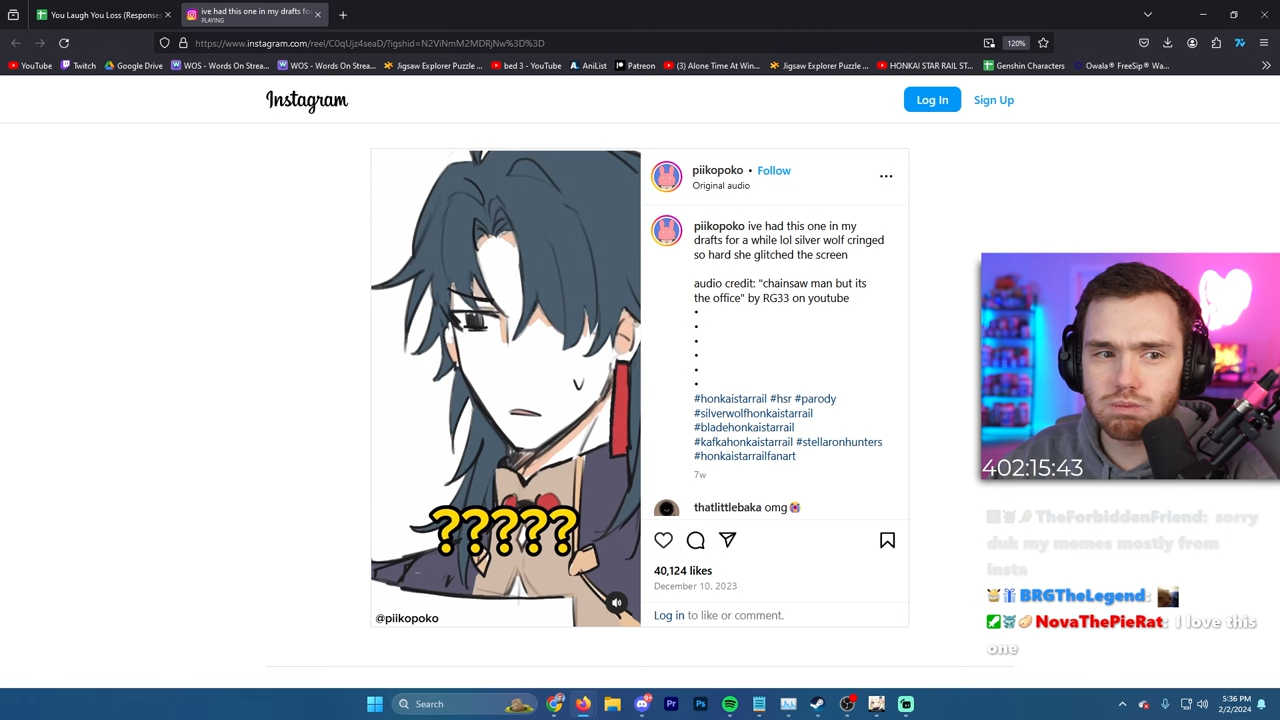 You Laugh You Lose (Response
ive had this one in my drafts fo
PLAYING
https://www.instagram.com/reel/C0qUjz4seaD/?igshid=N2ViNmM2MDRjNw%3D%3D
120%
YouTube
Twitch
Google Drive
WOS - Words On Strea...
WOS - Words On Strea...
Jigsaw Explorer Puzzle ...
bed 3 - YouTube
AniList
Patreon
(3) Alone Time At Win...
Jigsaw Explorer Puzzle ...
HONKAI STAR RAIL ST...
Genshin Characters
Owala® FreeSip® Wa...
Instagram
Log In
Sign Up
piikopoko • Follow
Original audio
piikopoko ive had this one in my
drafts for a while lol silver wolf cringed
so hard she glitched the screen
audio credit: "chainsaw man but its
the office" by RG33 on youtube
•
•
•
•
•
•
#honkaistarrail #hsr #parody
#silverwolfhonkaistarrail
#bladehonkaistarrail
#kafkahonkaistarrail #stellaronhunters
#honkaistarrailfanart
7w
thatlittlebaka omg
40,124 likes
December 10, 2023
Log in to like or comment.
?????
@piikopoko
402:15:43
TheForbiddenFriend: sorry
duk my memes mostly from
insta
BRGTheLegend:
NovaThePieRat: I love this
one
Search
5:36 PM
2/2/2024